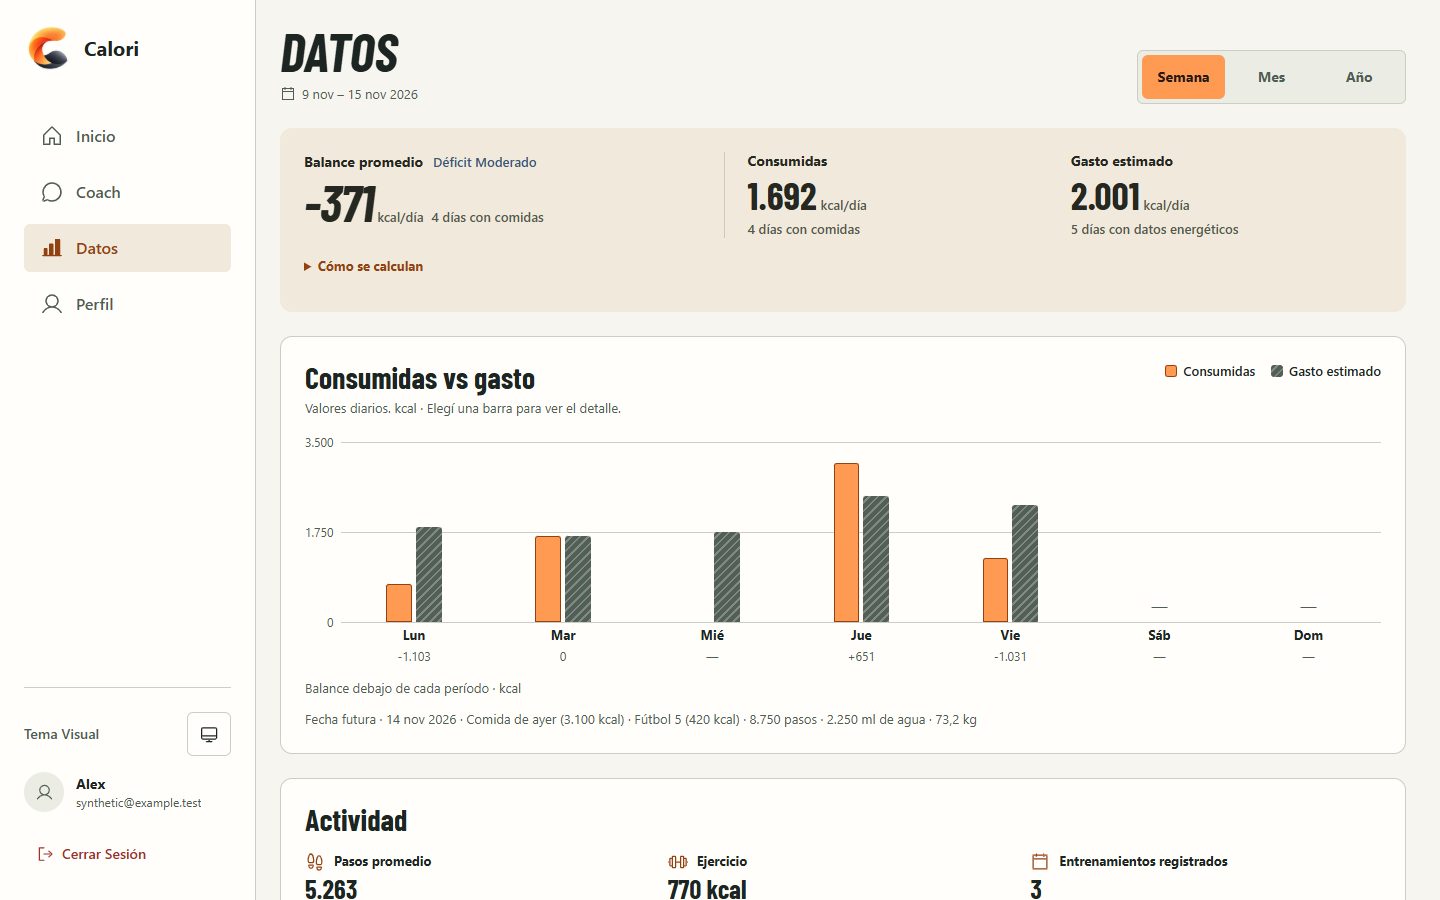 Calori
Inicio
Coach
Datos
Perfil
Tema Visual
Alex
synthetic@example.test
Cerrar Sesión
DATOS
9 nov – 15 nov 2026
Semana Mes Año
Balance promedio Déficit Moderado
-371 kcal/día 4 días con comidas
Consumidas
1.692 kcal/día
4 días con comidas
Gasto estimado
2.001 kcal/día
5 días con datos energéticos
Cómo se calculan
Consumidas vs gasto
Valores diarios. kcal · Elegí una barra para ver el detalle.
Consumidas Gasto estimado
3.500
1.750
0
— —
Lun Mar Mié Jue Vie Sáb Dom
-1.103 0 — +651 -1.031 — —
Balance debajo de cada período · kcal
Fecha futura · 14 nov 2026 · Comida de ayer (3.100 kcal) · Fútbol 5 (420 kcal) · 8.750 pasos · 2.250 ml de agua · 73,2 kg
Actividad
Pasos promedio
5.263
Ejercicio
770 kcal
Entrenamientos registrados
3